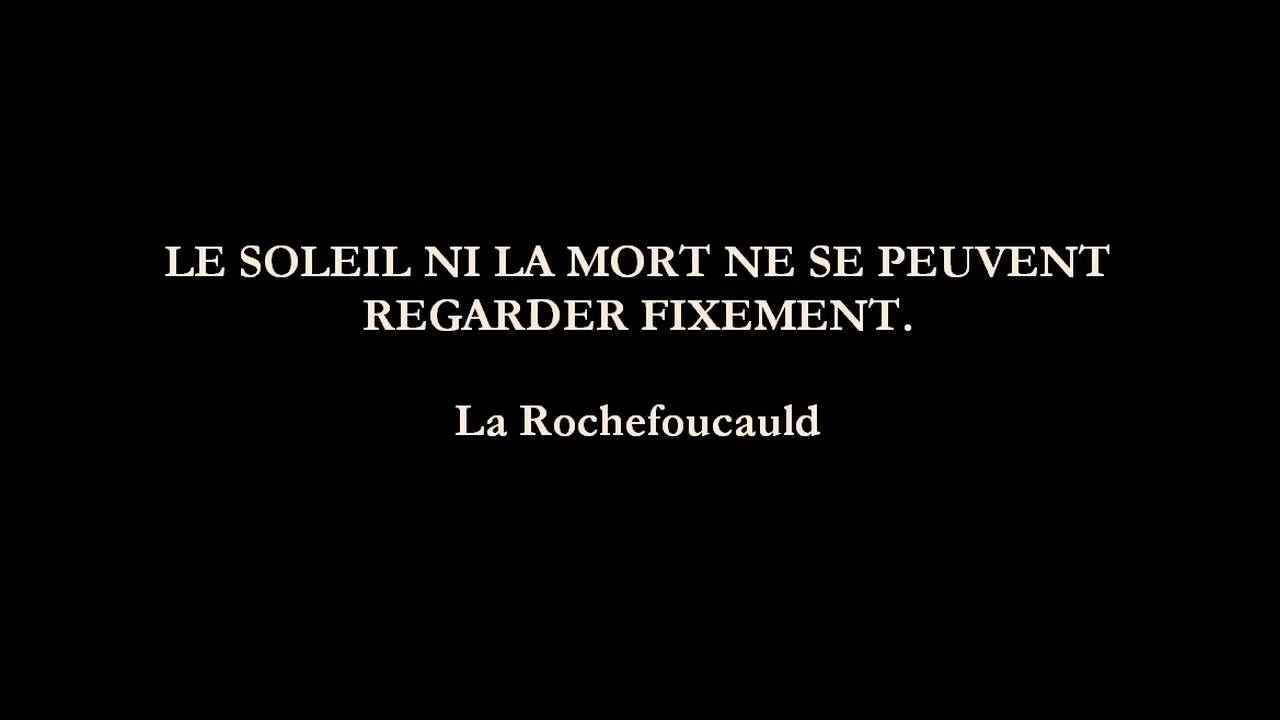 LE SOLEIL NI LA MORT NE SE PEUVENT
REGARDER FIXEMENT.
La Rochefoucauld